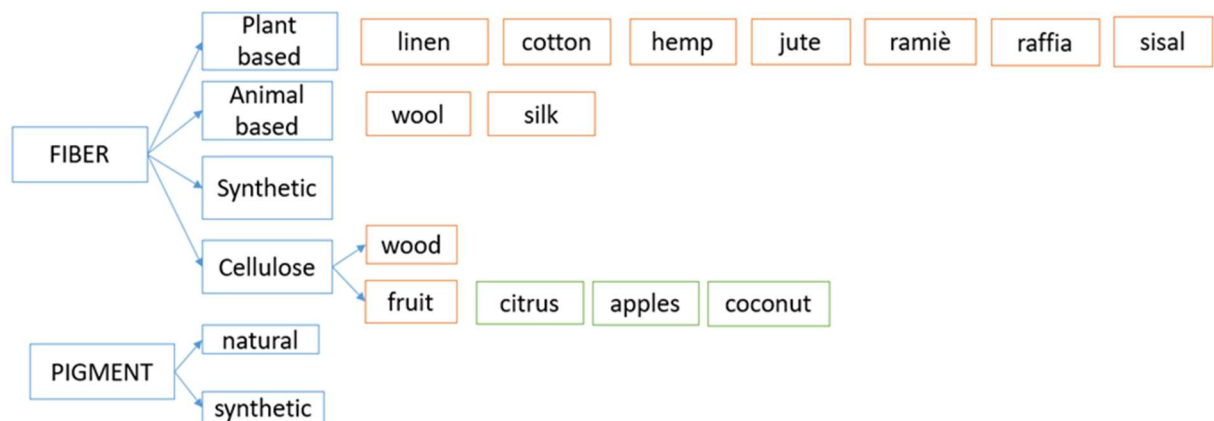 Plant
based
linen
cotton
hemp
jute
ramiè
raffia
sisal
Animal
based
wool
silk
FIBER
Synthetic
Cellulose
wood
fruit
citrus
apples
coconut
natural
PIGMENT
synthetic